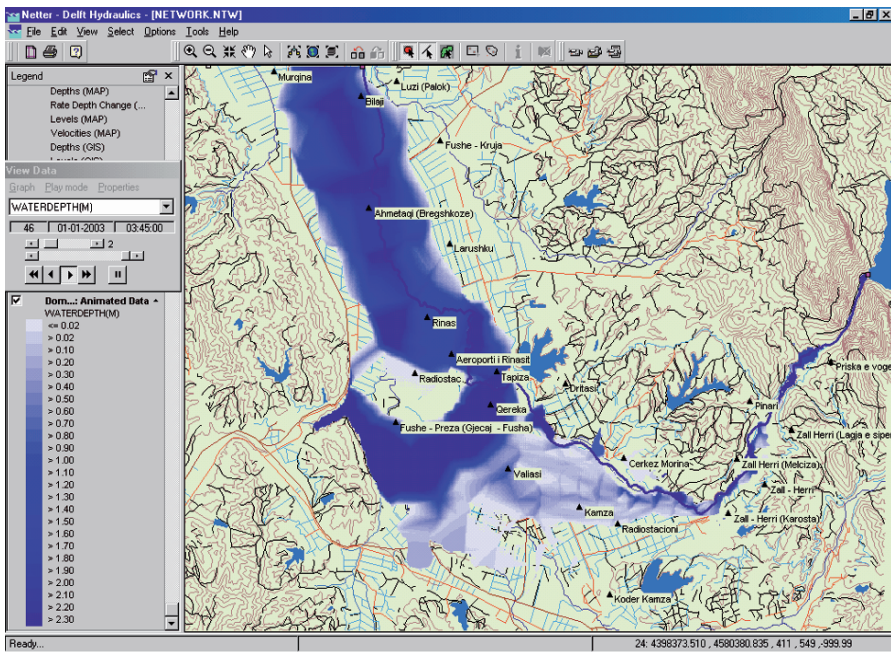 Netter - Delft Hydraulics - [NETWORK.NTW]
File Edit View Select Options Tools Help
Legend
Depths (MAP)
Rate Depth Change (...
Levels (MAP)
Velocities (MAP)
Depths (GIS)
View Data
Graph Play mode Properties
WATERDEPTH(M)
46 01-01-2003 03:45:00
2
Dom...: Animated Data
WATERDEPTH(M)
<= 0.02
> 0.02
> 0.10
> 0.20
> 0.30
> 0.40
> 0.50
> 0.60
> 0.70
> 0.80
> 0.90
> 1.00
> 1.10
> 1.20
> 1.30
> 1.40
> 1.50
> 1.60
> 1.70
> 1.80
> 1.90
> 2.00
> 2.10
> 2.20
> 2.30
Murqina
Luzi (Palok)
Bilaji
Fushe - Kruja
Ahmetaqi (Bregshkoze)
Larushku
Rinas
Aeroporti i Rinasit
Radiostac.
Tapiza
Dritasi
Priska e voge
Qereka
Pinari
Fushe - Preza (Gjecaj - Fusha)
Zall Herri (Lagja e siper
Cerkez Morina
Zall Herri (Melciza)
Valiasi
Zall - Herri
Kamza
Zall - Herri (Karosta)
Radiostacioni
Koder Kamza
Ready...
24: 4398373.510 , 4580380.835 , 411 , 549 ,-999.99